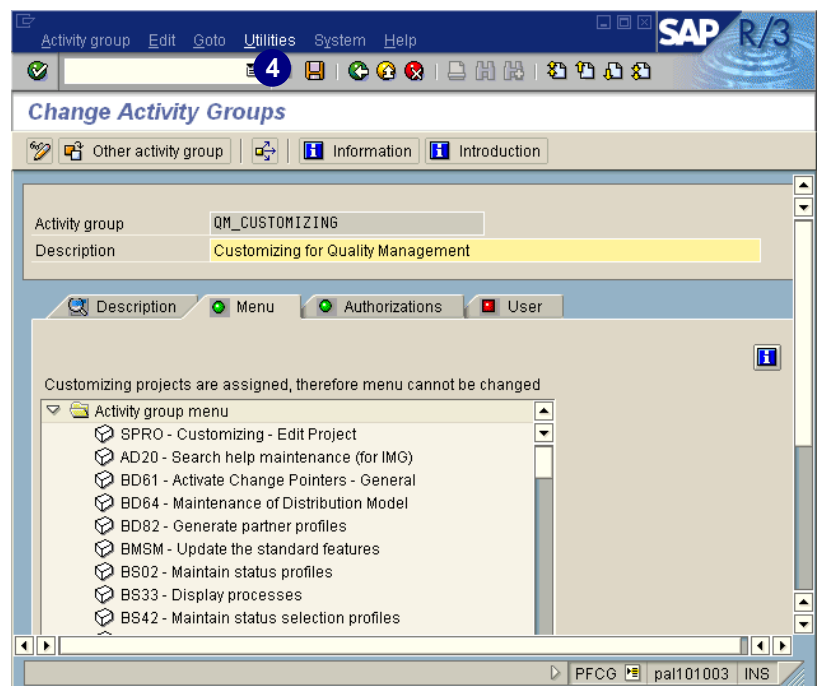 Activity group Edit Goto Utilities System Help
SAP R/3
4
Change Activity Groups
Other activity group Information Introduction
Activity group QM_CUSTOMIZING
Description Customizing for Quality Management
Description Menu Authorizations User
Customizing projects are assigned, therefore menu cannot be changed
Activity group menu
SPRO - Customizing - Edit Project
AD20 - Search help maintenance (for IMG)
BD61 - Activate Change Pointers - General
BD64 - Maintenance of Distribution Model
BD82 - Generate partner profiles
BMSM - Update the standard features
BS02 - Maintain status profiles
BS33 - Display processes
BS42 - Maintain status selection profiles
PFCG pal101003 INS